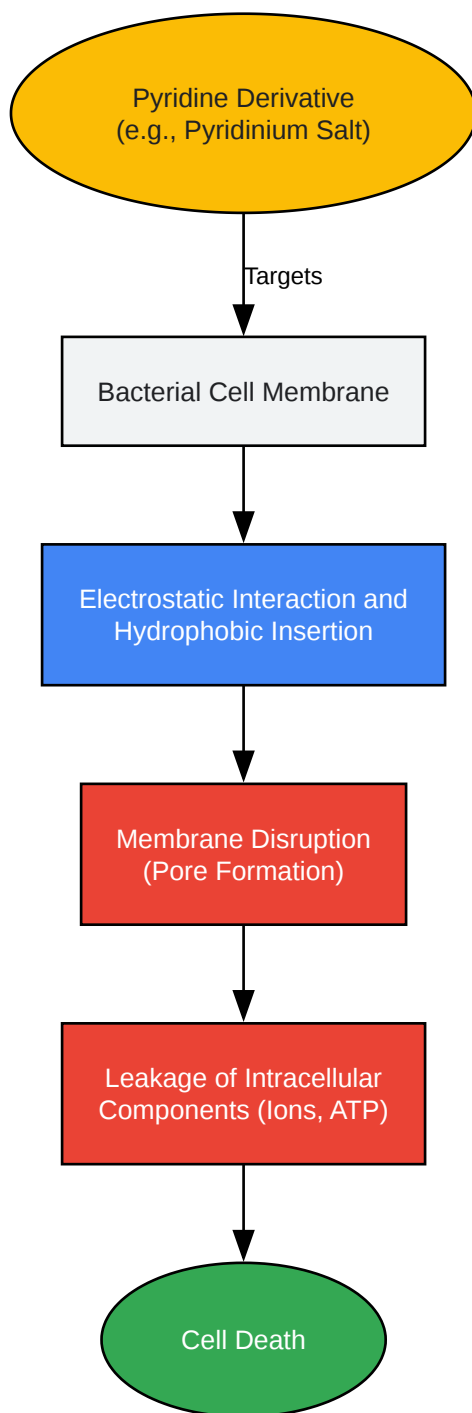 Pyridine Derivative
(e.g., Pyridinium Salt)
Targets
Bacterial Cell Membrane
Electrostatic Interaction and
Hydrophobic Insertion
Membrane Disruption
(Pore Formation)
Leakage of Intracellular
Components (Ions, ATP)
Cell Death